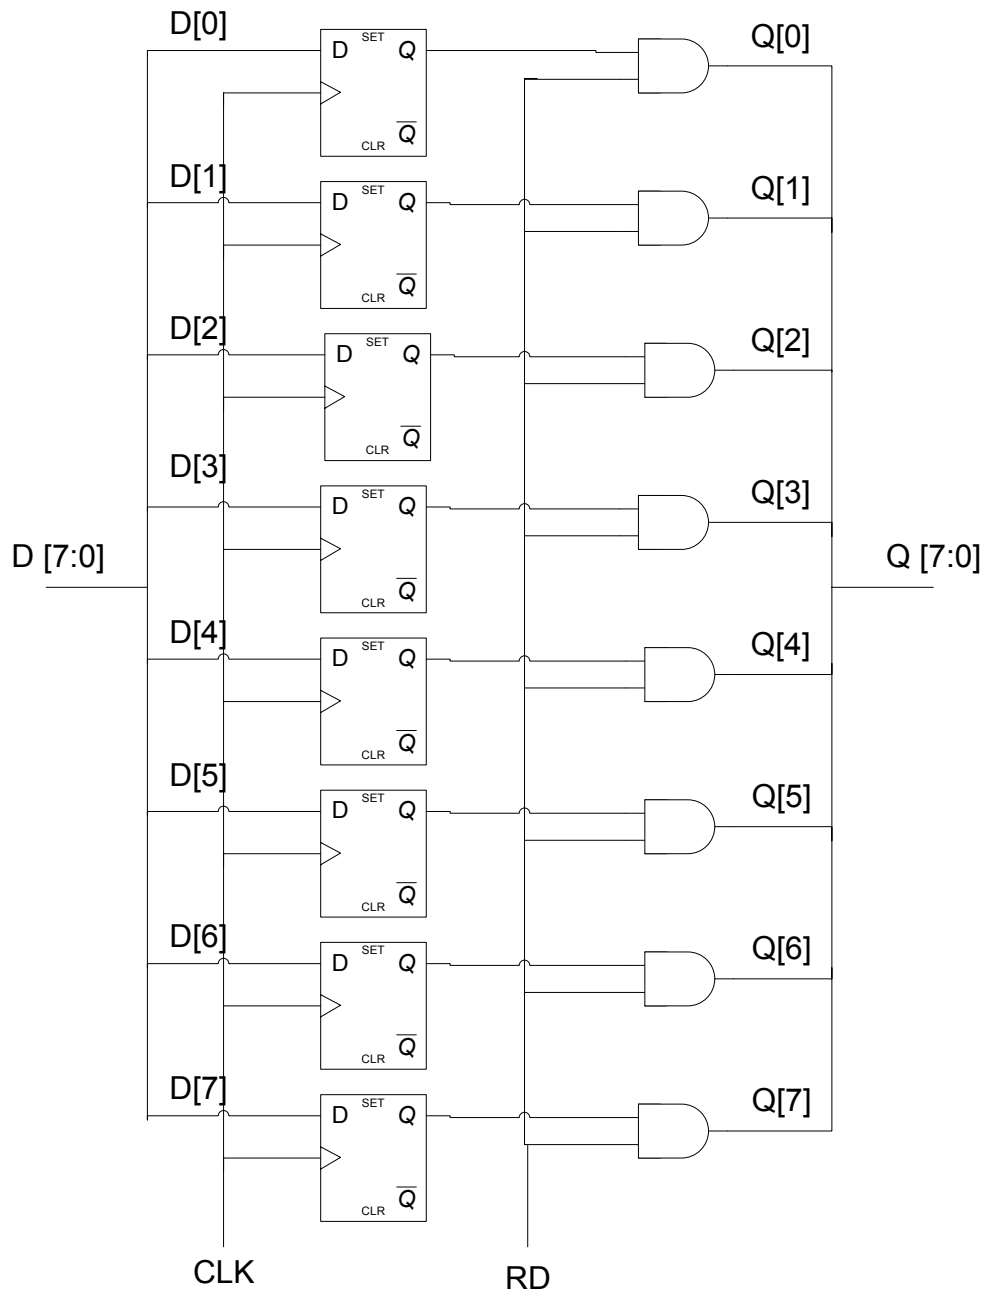 D[0]
SET
D Q
Q
CLR
Q[0]
D[1]
SET
D Q
Q
CLR
Q[1]
D[2]
SET
D Q
Q
CLR
Q[2]
D[3]
SET
D Q
Q
CLR
Q[3]
D [7:0]
Q [7:0]
D[4]
SET
D Q
Q
CLR
Q[4]
D[5]
SET
D Q
Q
CLR
Q[5]
D[6]
SET
D Q
Q
CLR
Q[6]
D[7]
SET
D Q
Q
CLR
Q[7]
CLK
RD